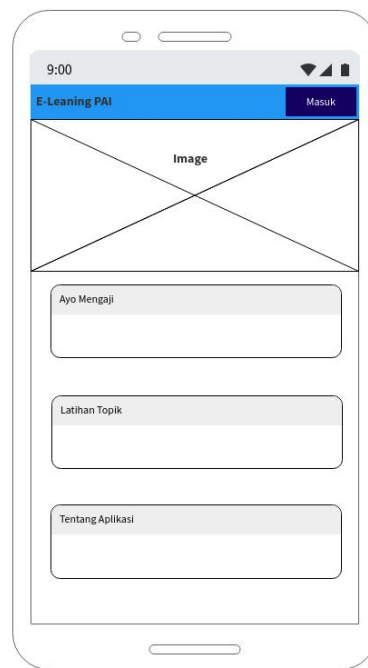 9:00
E-Leaning PAI
Masuk
Image
Ayo Mengaji
Latihan Topik
Tentang Aplikasi